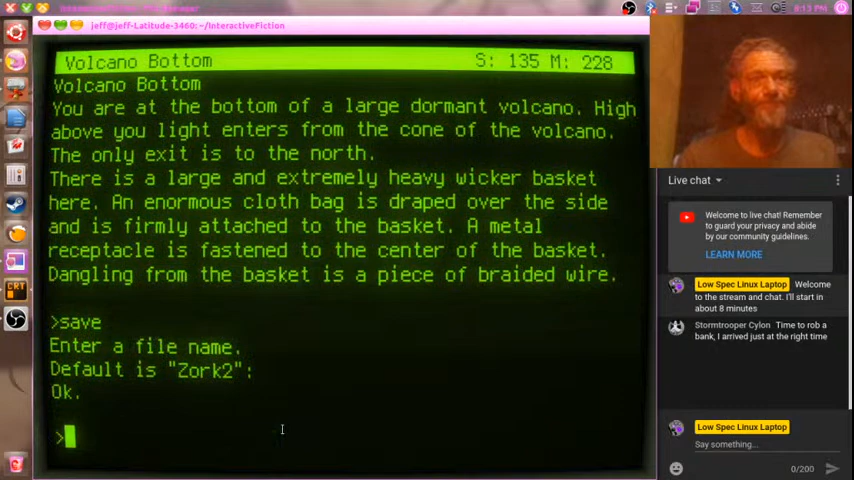 8:13 PM
jeff@jeff-Latitude-3460: ~/InteractiveFiction
Volcano Bottom S: 135 M: 228
Volcano Bottom
You are at the bottom of a large dormant volcano. High
above you light enters from the cone of the volcano.
The only exit is to the north.
There is a large and extremely heavy wicker basket
here. An enormous cloth bag is draped over the side
and is firmly attached to the basket. A metal
receptacle is fastened to the center of the basket.
Dangling from the basket is a piece of braided wire.
>save
Enter a file name.
Default is "Zork2":
Ok.
>
CRT
Live chat
Welcome to live chat! Remember
to guard your privacy and abide
by our community guidelines.
LEARN MORE
Low Spec Linux Laptop Welcome
to the stream and chat. I'll start in
about 8 minutes
Stormtrooper Cylon Time to rob a
bank, I arrived just at the right time
Low Spec Linux Laptop
Say something...
0/200